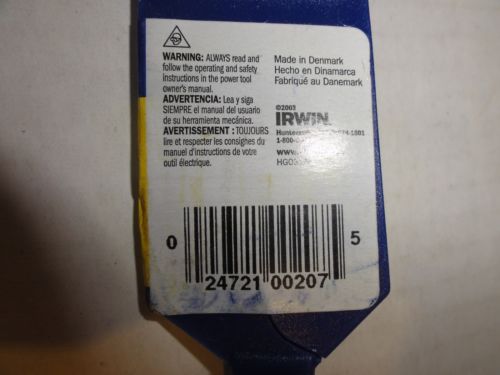 WARNING: ALWAYS read and
follow the operating and safety
instructions in the power tool
owner's manual.
ADVERTENCIA: Lea y siga
SIEMPRE el manual del usuario
de su herramienta mecánica.
AVERTISSEMENT : TOUJOURS
lire et respecter les consignes du
manuel d'instructions de votre
outil électrique.
Made in Denmark
Hecho en Dinamarca
Fabriqué au Danemark
©2003
IRWIN
0 24721 00207 5